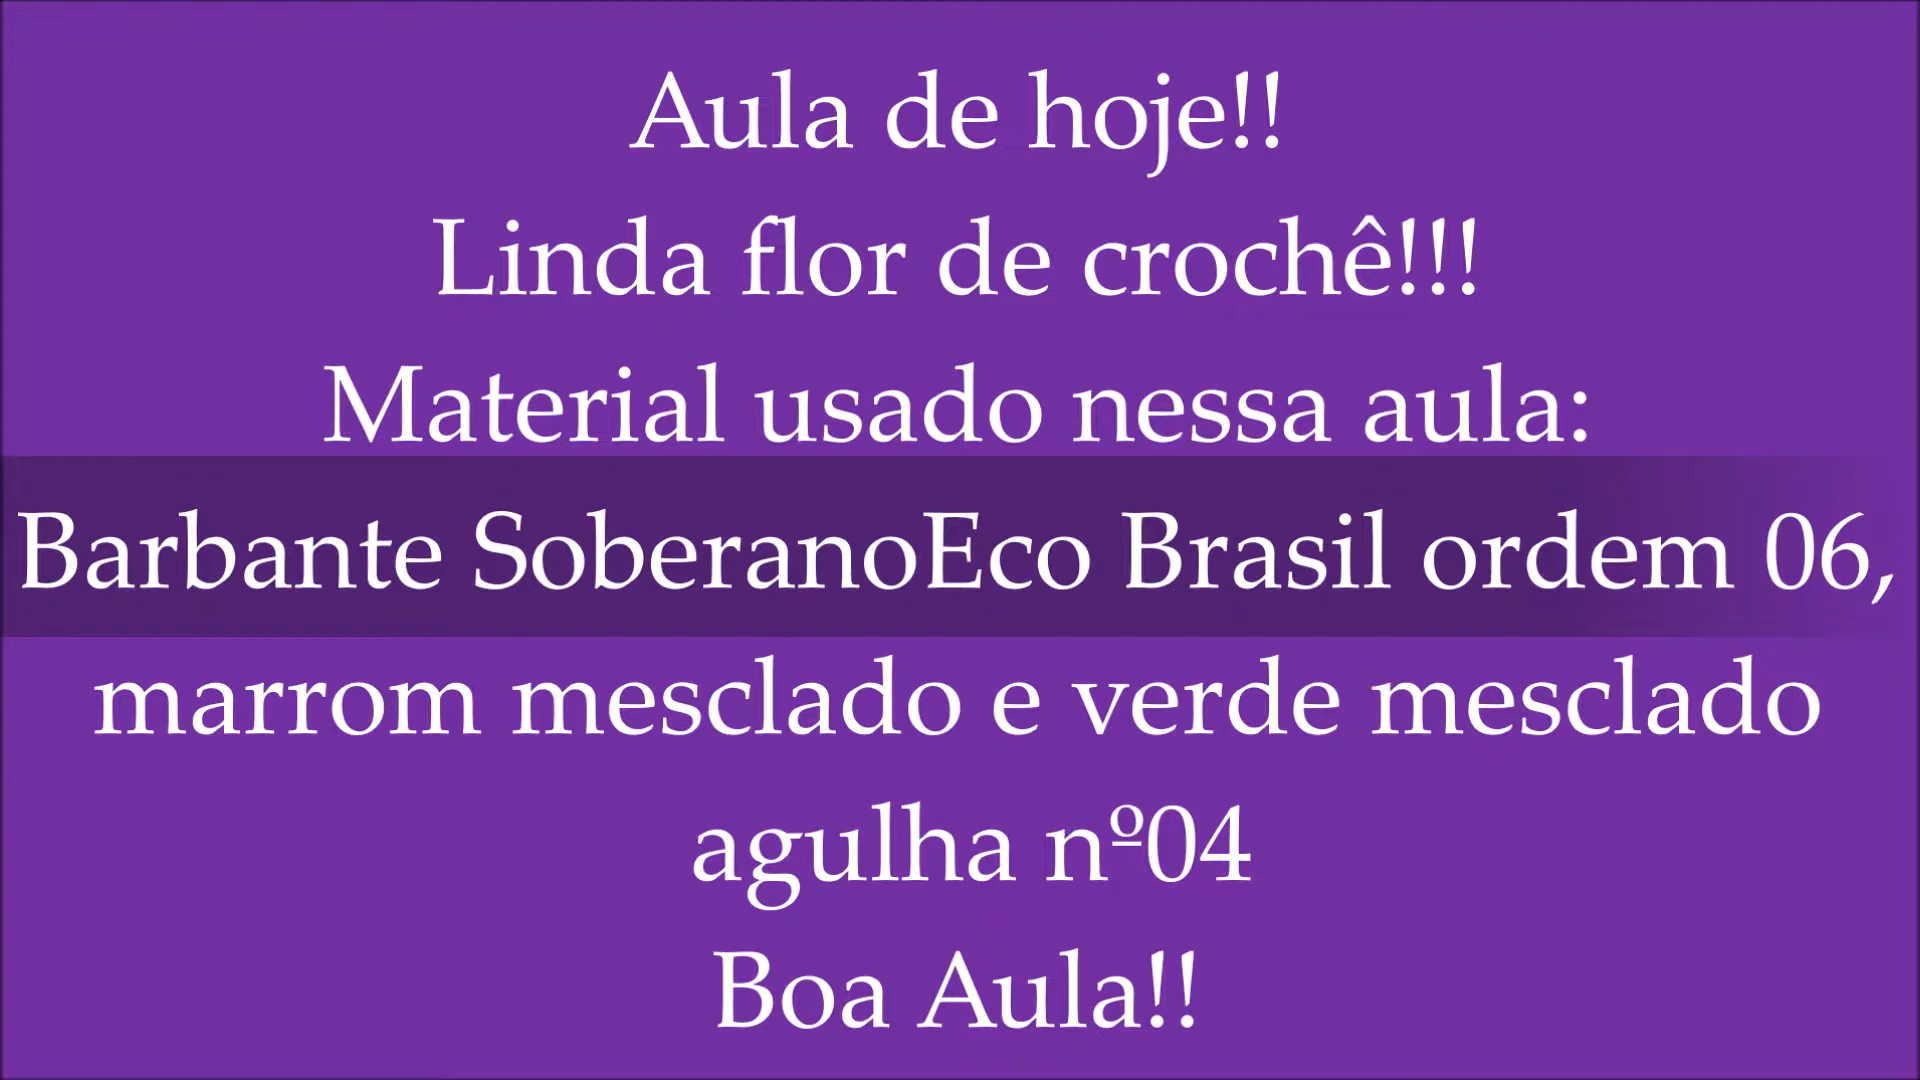 Aula de hoje!!
Linda flor de crochê!!!
Material usado nessa aula:
Barbante SoberanoEco Brasil ordem 06,
marrom mesclado e verde mesclado
agulha nº04
Boa Aula!!